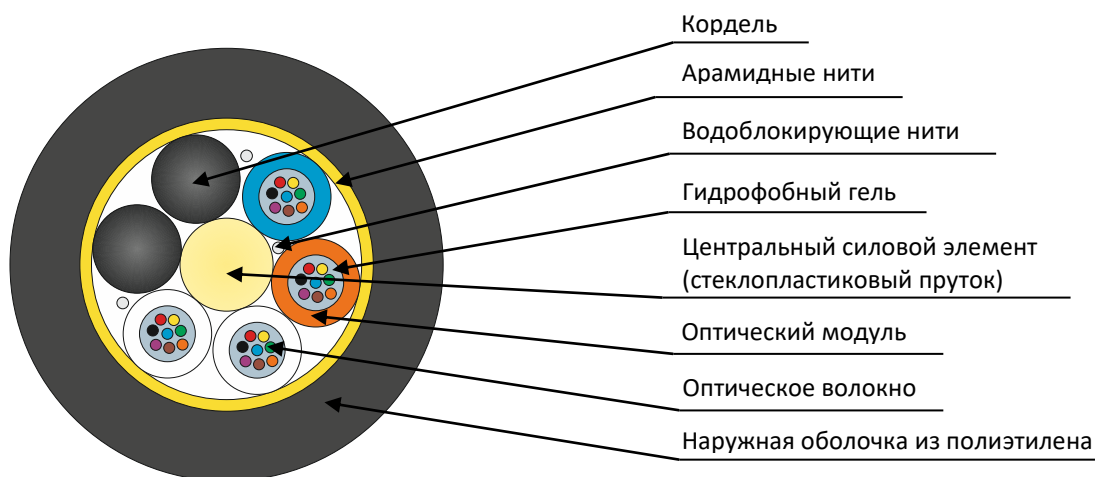 Кордель
Арамидные нити
Водоблокирующие нити
Гидрофобный гель
Центральный силовой элемент
(стеклопластиковый пруток)
Оптический модуль
Оптическое волокно
Наружная оболочка из полиэтилена